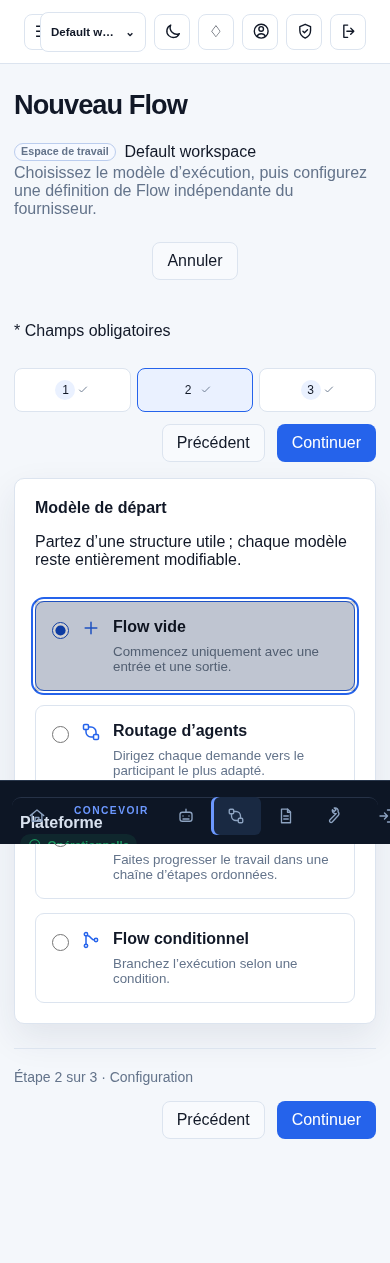 Default w…
Nouveau Flow
Espace de travail Default workspace
Choisissez le modèle d’exécution, puis configurez
une définition de Flow indépendante du
fournisseur.
Annuler
* Champs obligatoires
1
2
3
Précédent Continuer
Modèle de départ
Partez d’une structure utile ; chaque modèle
reste entièrement modifiable.
Flow vide
Commencez uniquement avec une
entrée et une sortie.
Routage d’agents
Dirigez chaque demande vers le
participant le plus adapté.
CONCEVOIR
Plateforme
Opérationnelle
Faites progresser le travail dans une
chaîne d’étapes ordonnées.
Flow conditionnel
Branchez l’exécution selon une
condition.
Étape 2 sur 3 · Configuration
Précédent Continuer